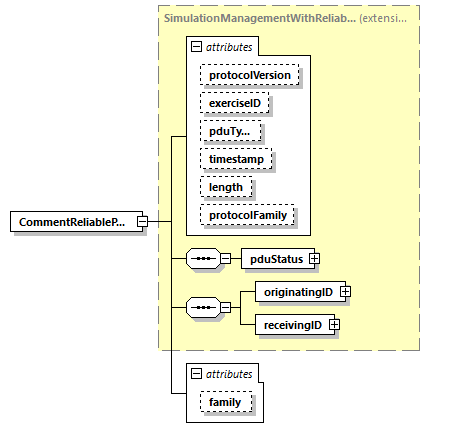 SimulationManagementWithReliab... (extensi...
attributes
protocolVersion
exerciseID
pduTy...
timestamp
length
protocolFamily
CommentReliableP...
pduStatus
originatingID
receivingID
attributes
family